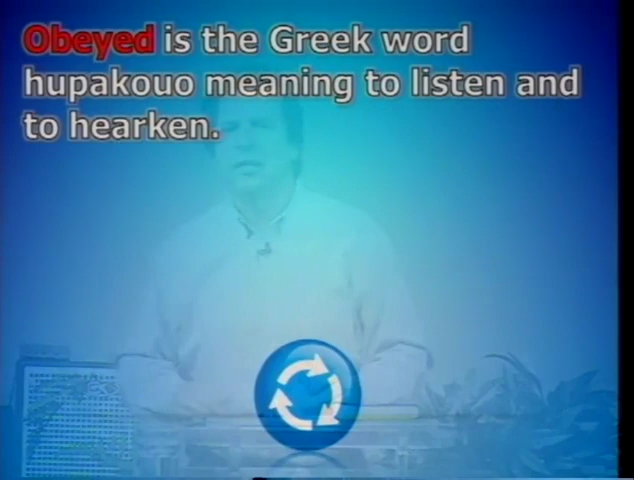 Obeyed is the Greek word
hupakouo meaning to listen and
to hearken.